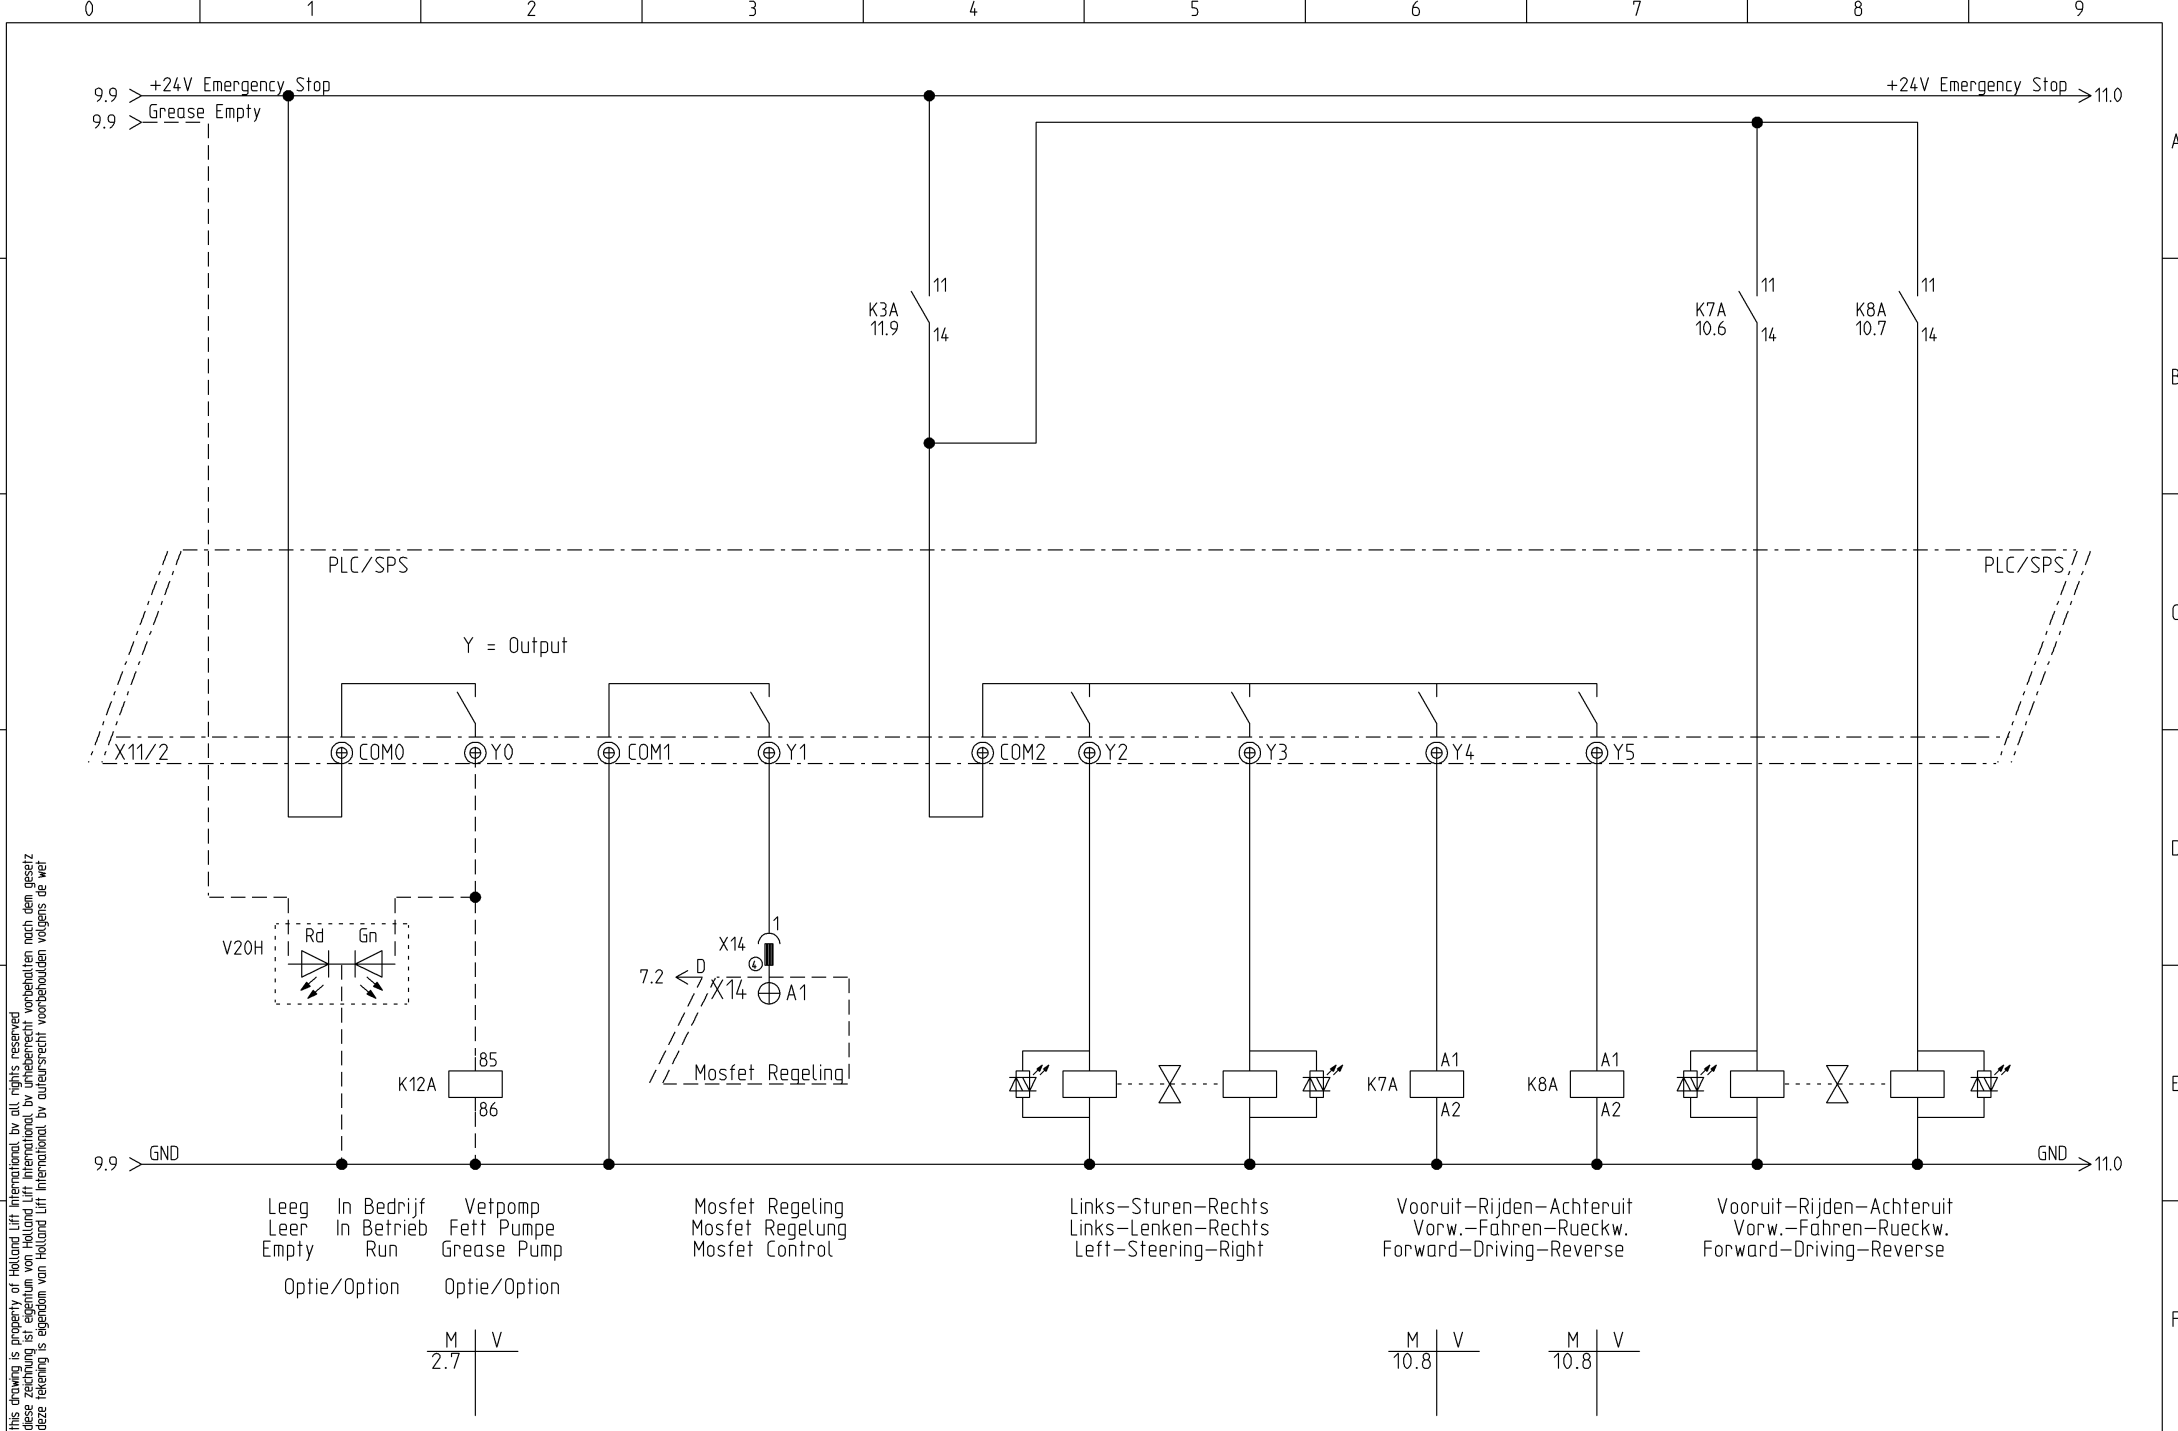 0 1 2 3 4 5 6 7 8 9
9.9 +24V Emergency Stop
+24V Emergency Stop 11.0
9.9 Grease Empty
A
11
K3A
11.9
14
11
K7A
10.6
14
11
K8A
10.7
14
B
PLC/SPS
PLC/SPS
C
Y = Output
X11/2 COM0 Y0 COM1 Y1 COM2 Y2 Y3 Y4 Y5
D
1
Rd Gn
V20H
X14
4
7.2 D
X14 A1
Mosfet Regeling
85
K12A
86
A1
K7A
A2
A1
K8A
A2
E
9.9 GND
GND 11.0
Leeg In Bedrijf Vetpomp Mosfet Regeling Links-Sturen-Rechts Vooruit-Rijden-Achteruit Vooruit-Rijden-Achteruit
Leer In Betrieb Fett Pumpe Mosfet Regelung Links-Lenken-Rechts Vorw.-Fahren-Rueckw. Vorw.-Fahren-Rueckw.
Empty Run Grease Pump Mosfet Control Left-Steering-Right Forward-Driving-Reverse Forward-Driving-Reverse
Optie/Option Optie/Option
F
M V
2.7
M V
10.8
M V
10.8
this drawing is property of Holland Lift International bv all rights reserved
diese zeichnung ist eigentum von Holland Lift International bv urheberrecht vorbehalten nach dem gesetz
deze tekening is eigendom van Holland Lift International bv auteursrecht voorbehoulden volgens de wet